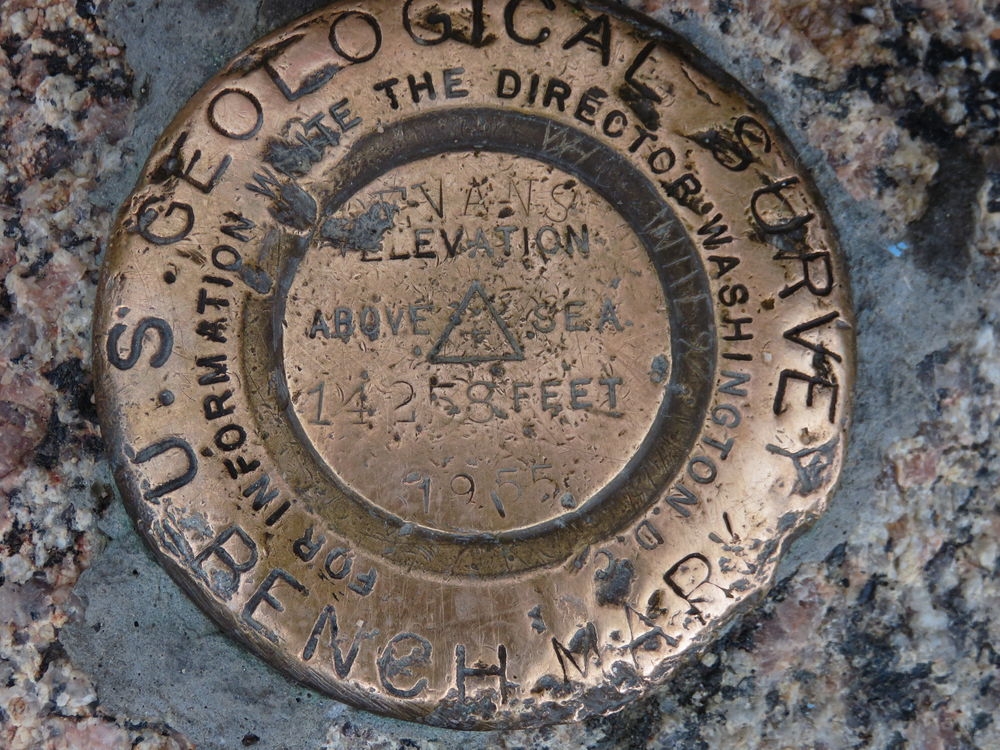 U.S. GEOLOGICAL SURVEY
BENCH MARK
FOR INFORMATION WRITE THE DIRECTOR, WASHINGTON, D.C.
EVANS
ELEVATION
ABOVE SEA
14258 FEET
1955